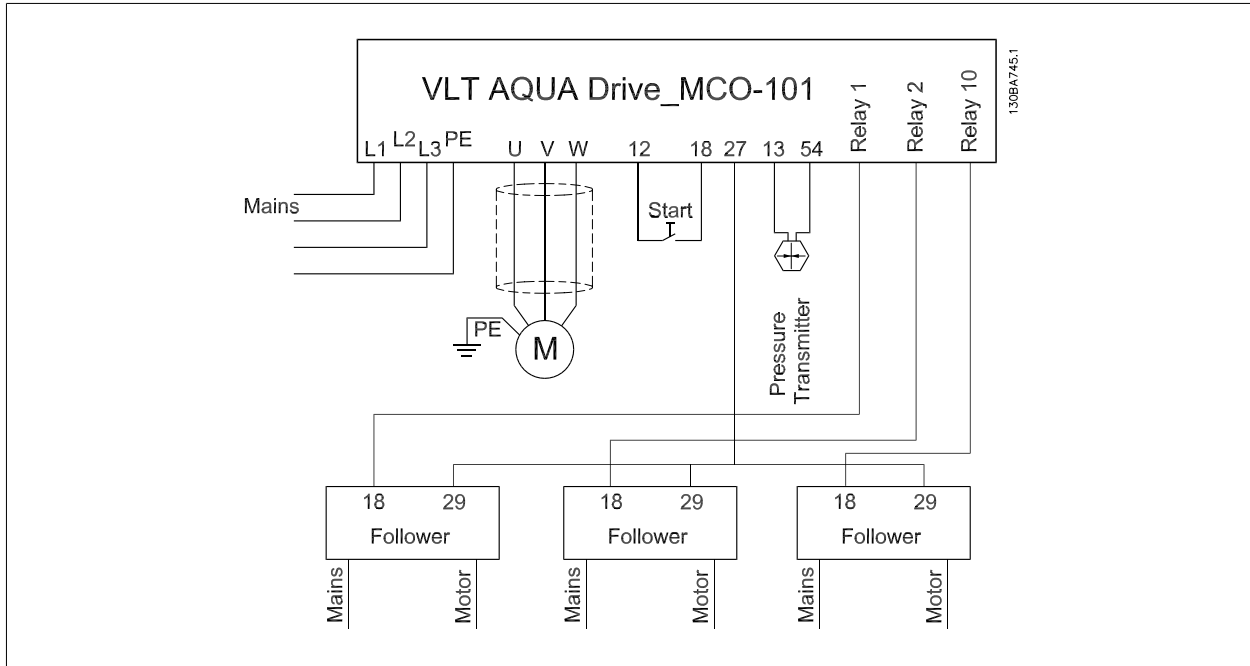 130BA745.1
VLT AQUA Drive_MCO-101
Relay 1
Relay 2
Relay 10
L1 L2 L3 PE U V W 12 18 27 13 54
Mains
Start
PE
M
Pressure
Transmitter
18 29
Follower
Mains
Motor
18 29
Follower
Mains
Motor
18 29
Follower
Mains
Motor